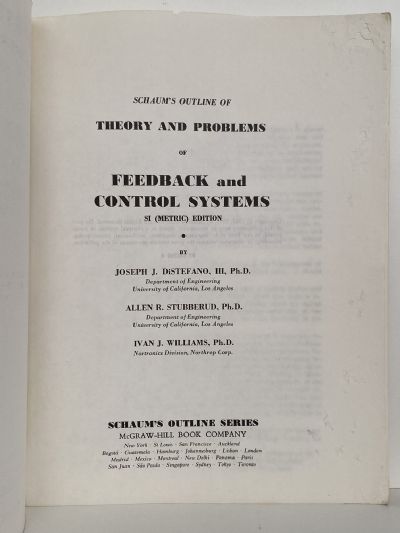 SCHAUM'S OUTLINE OF
THEORY AND PROBLEMS
OF
FEEDBACK and
CONTROL SYSTEMS
SI (METRIC) EDITION
•
BY
JOSEPH J. DiSTEFANO, III, Ph.D.
Department of Engineering
University of California, Los Angeles
ALLEN R. STUBBERUD, Ph.D.
Department of Engineering
University of California, Los Angeles
IVAN J. WILLIAMS, Ph.D.
Nortronics Division, Northrop Corp.
SCHAUM'S OUTLINE SERIES
McGRAW-HILL BOOK COMPANY
New York · St Louis · San Francisco · Auckland
Bogotá · Guatemala · Hamburg · Johannesburg · Lisbon · London
Madrid · Mexico · Montreal · New Delhi · Panama · Paris
San Juan · São Paulo · Singapore · Sydney · Tokyo · Toronto